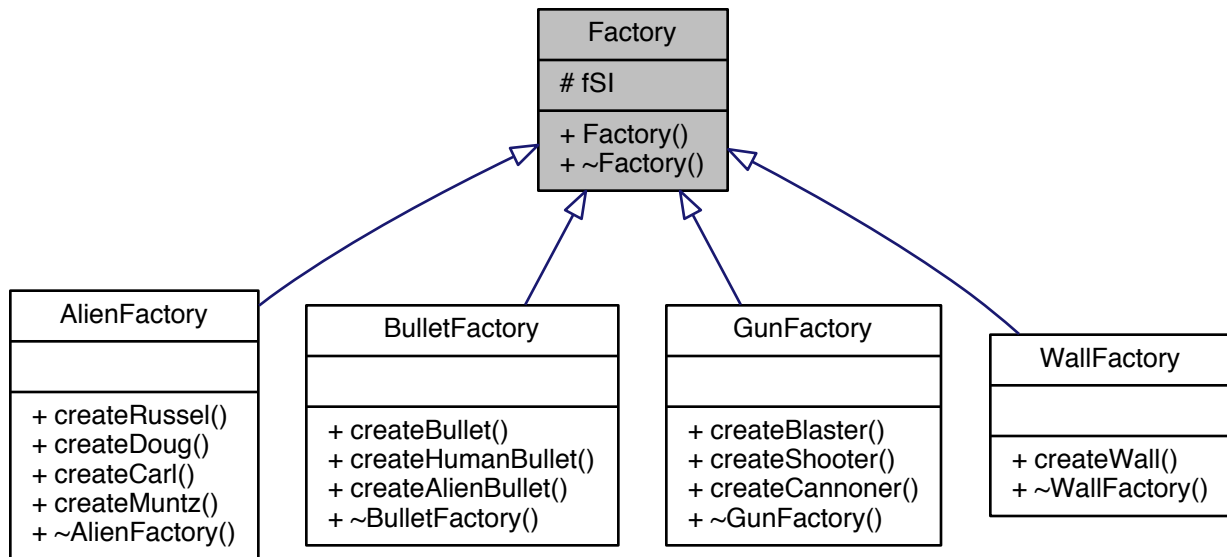 Factory
# fSI
+ Factory()
+ ~Factory()
AlienFactory
+ createRussel()
+ createDoug()
+ createCarl()
+ createMuntz()
+ ~AlienFactory()
BulletFactory
+ createBullet()
+ createHumanBullet()
+ createAlienBullet()
+ ~BulletFactory()
GunFactory
+ createBlaster()
+ createShooter()
+ createCannoner()
+ ~GunFactory()
WallFactory
+ createWall()
+ ~WallFactory()